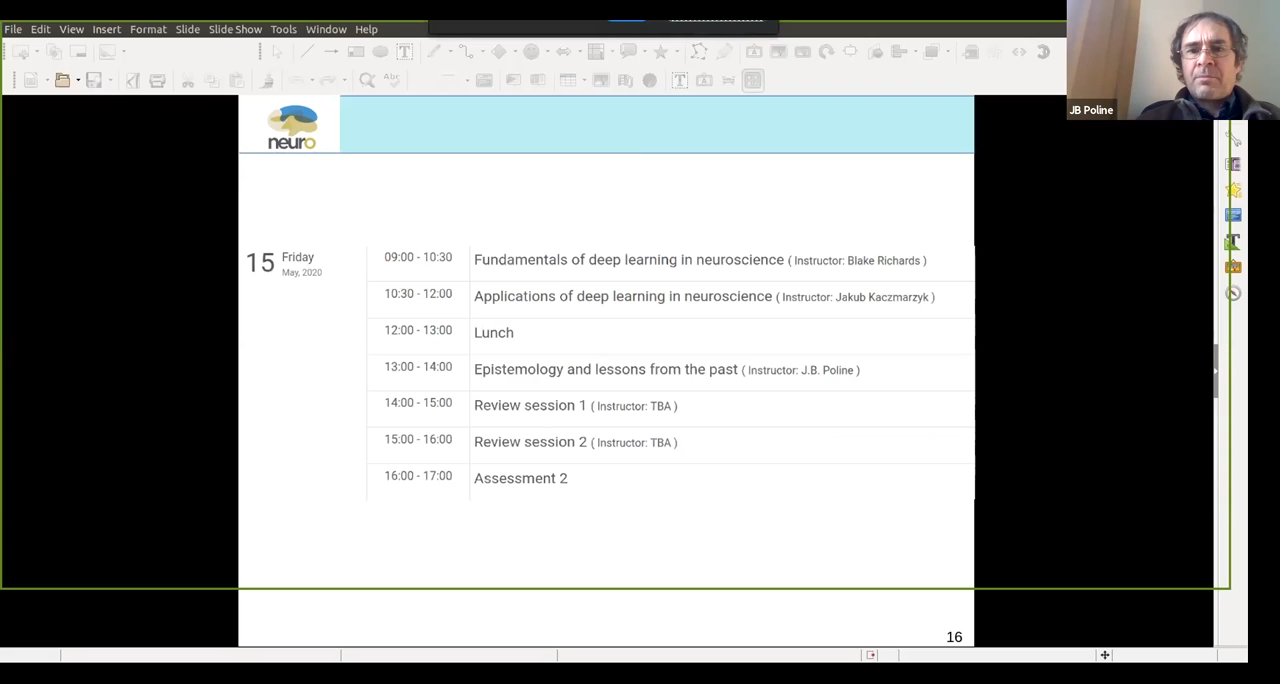 File Edit View Insert Format Slide Slide Show Tools Window Help
JB Poline
neuro
15 Friday
May, 2020
09:00 - 10:30 Fundamentals of deep learning in neuroscience ( Instructor: Blake Richards )
10:30 - 12:00 Applications of deep learning in neuroscience ( Instructor: Jakub Kaczmarzyk )
12:00 - 13:00 Lunch
13:00 - 14:00 Epistemology and lessons from the past ( Instructor: J.B. Poline )
14:00 - 15:00 Review session 1 ( Instructor: TBA )
15:00 - 16:00 Review session 2 ( Instructor: TBA )
16:00 - 17:00 Assessment 2
16